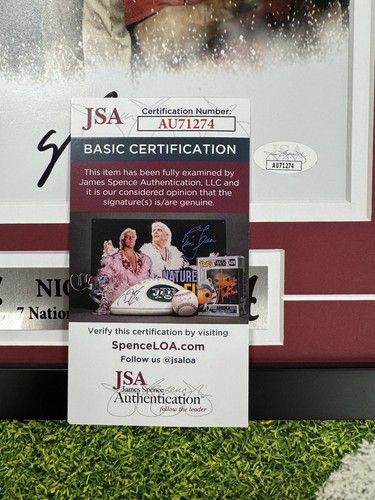 JSA
Certification Number:
AU71274
BASIC CERTIFICATION
This item has been fully examined by
James Spence Authentication, LLC and
it is our considered opinion that the
signature(s) is/are genuine.
AU71274
NATURE
JETS
NIC
7 Nation
Verify this certification by visiting
SpenceLOA.com
Follow us @jsaloa
JSA
James Spence
Authentication
follow the leader